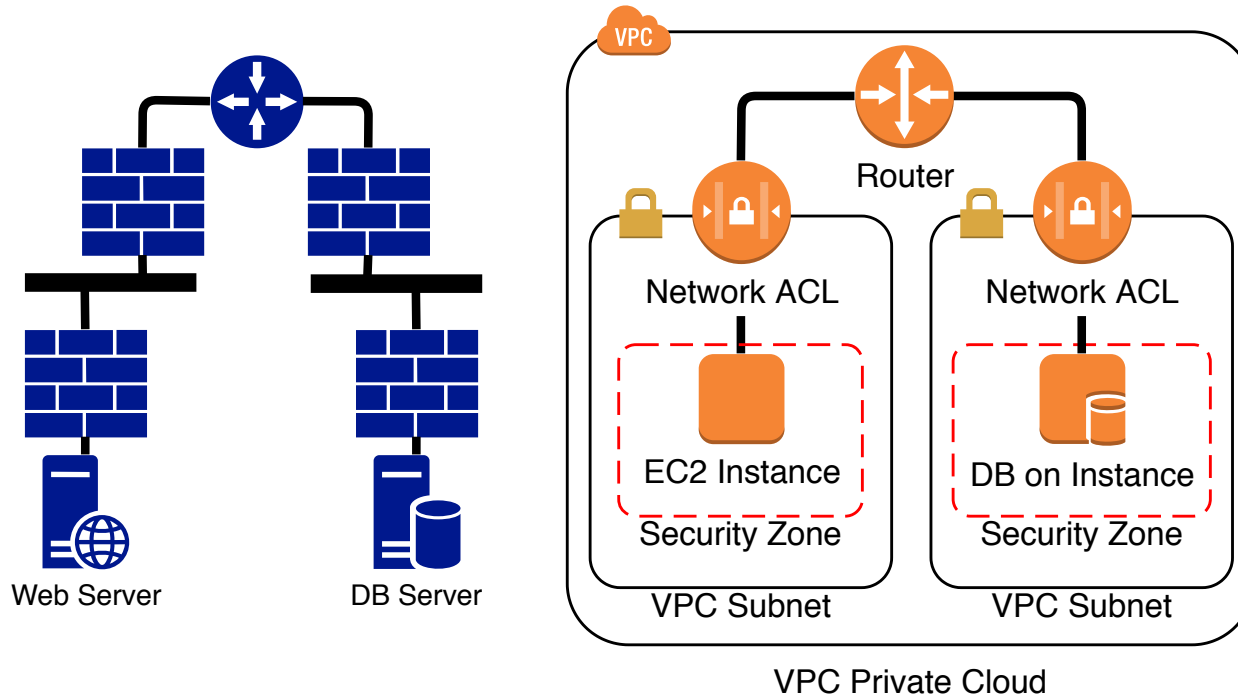 VPC
Router
Network ACL
Network ACL
EC2 Instance
DB on Instance
Security Zone
Security Zone
Web Server
DB Server
VPC Subnet
VPC Subnet
VPC Private Cloud